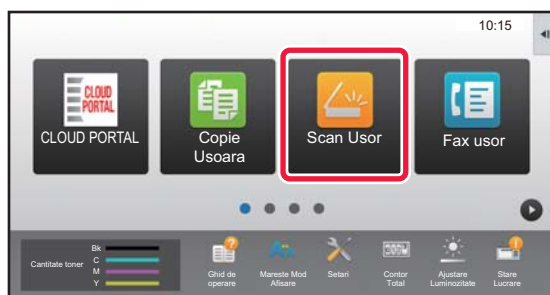 10:15
CLOUD
PORTAL
CLOUD PORTAL
Copie
Usoara
Scan Usor
Fax usor
Cantitate toner
Bk
C
M
Y
Ghid de
operare
Mareste Mod
Afisare
Setari
Contor
Total
Ajustare
Luminozitate
Stare
Lucrare